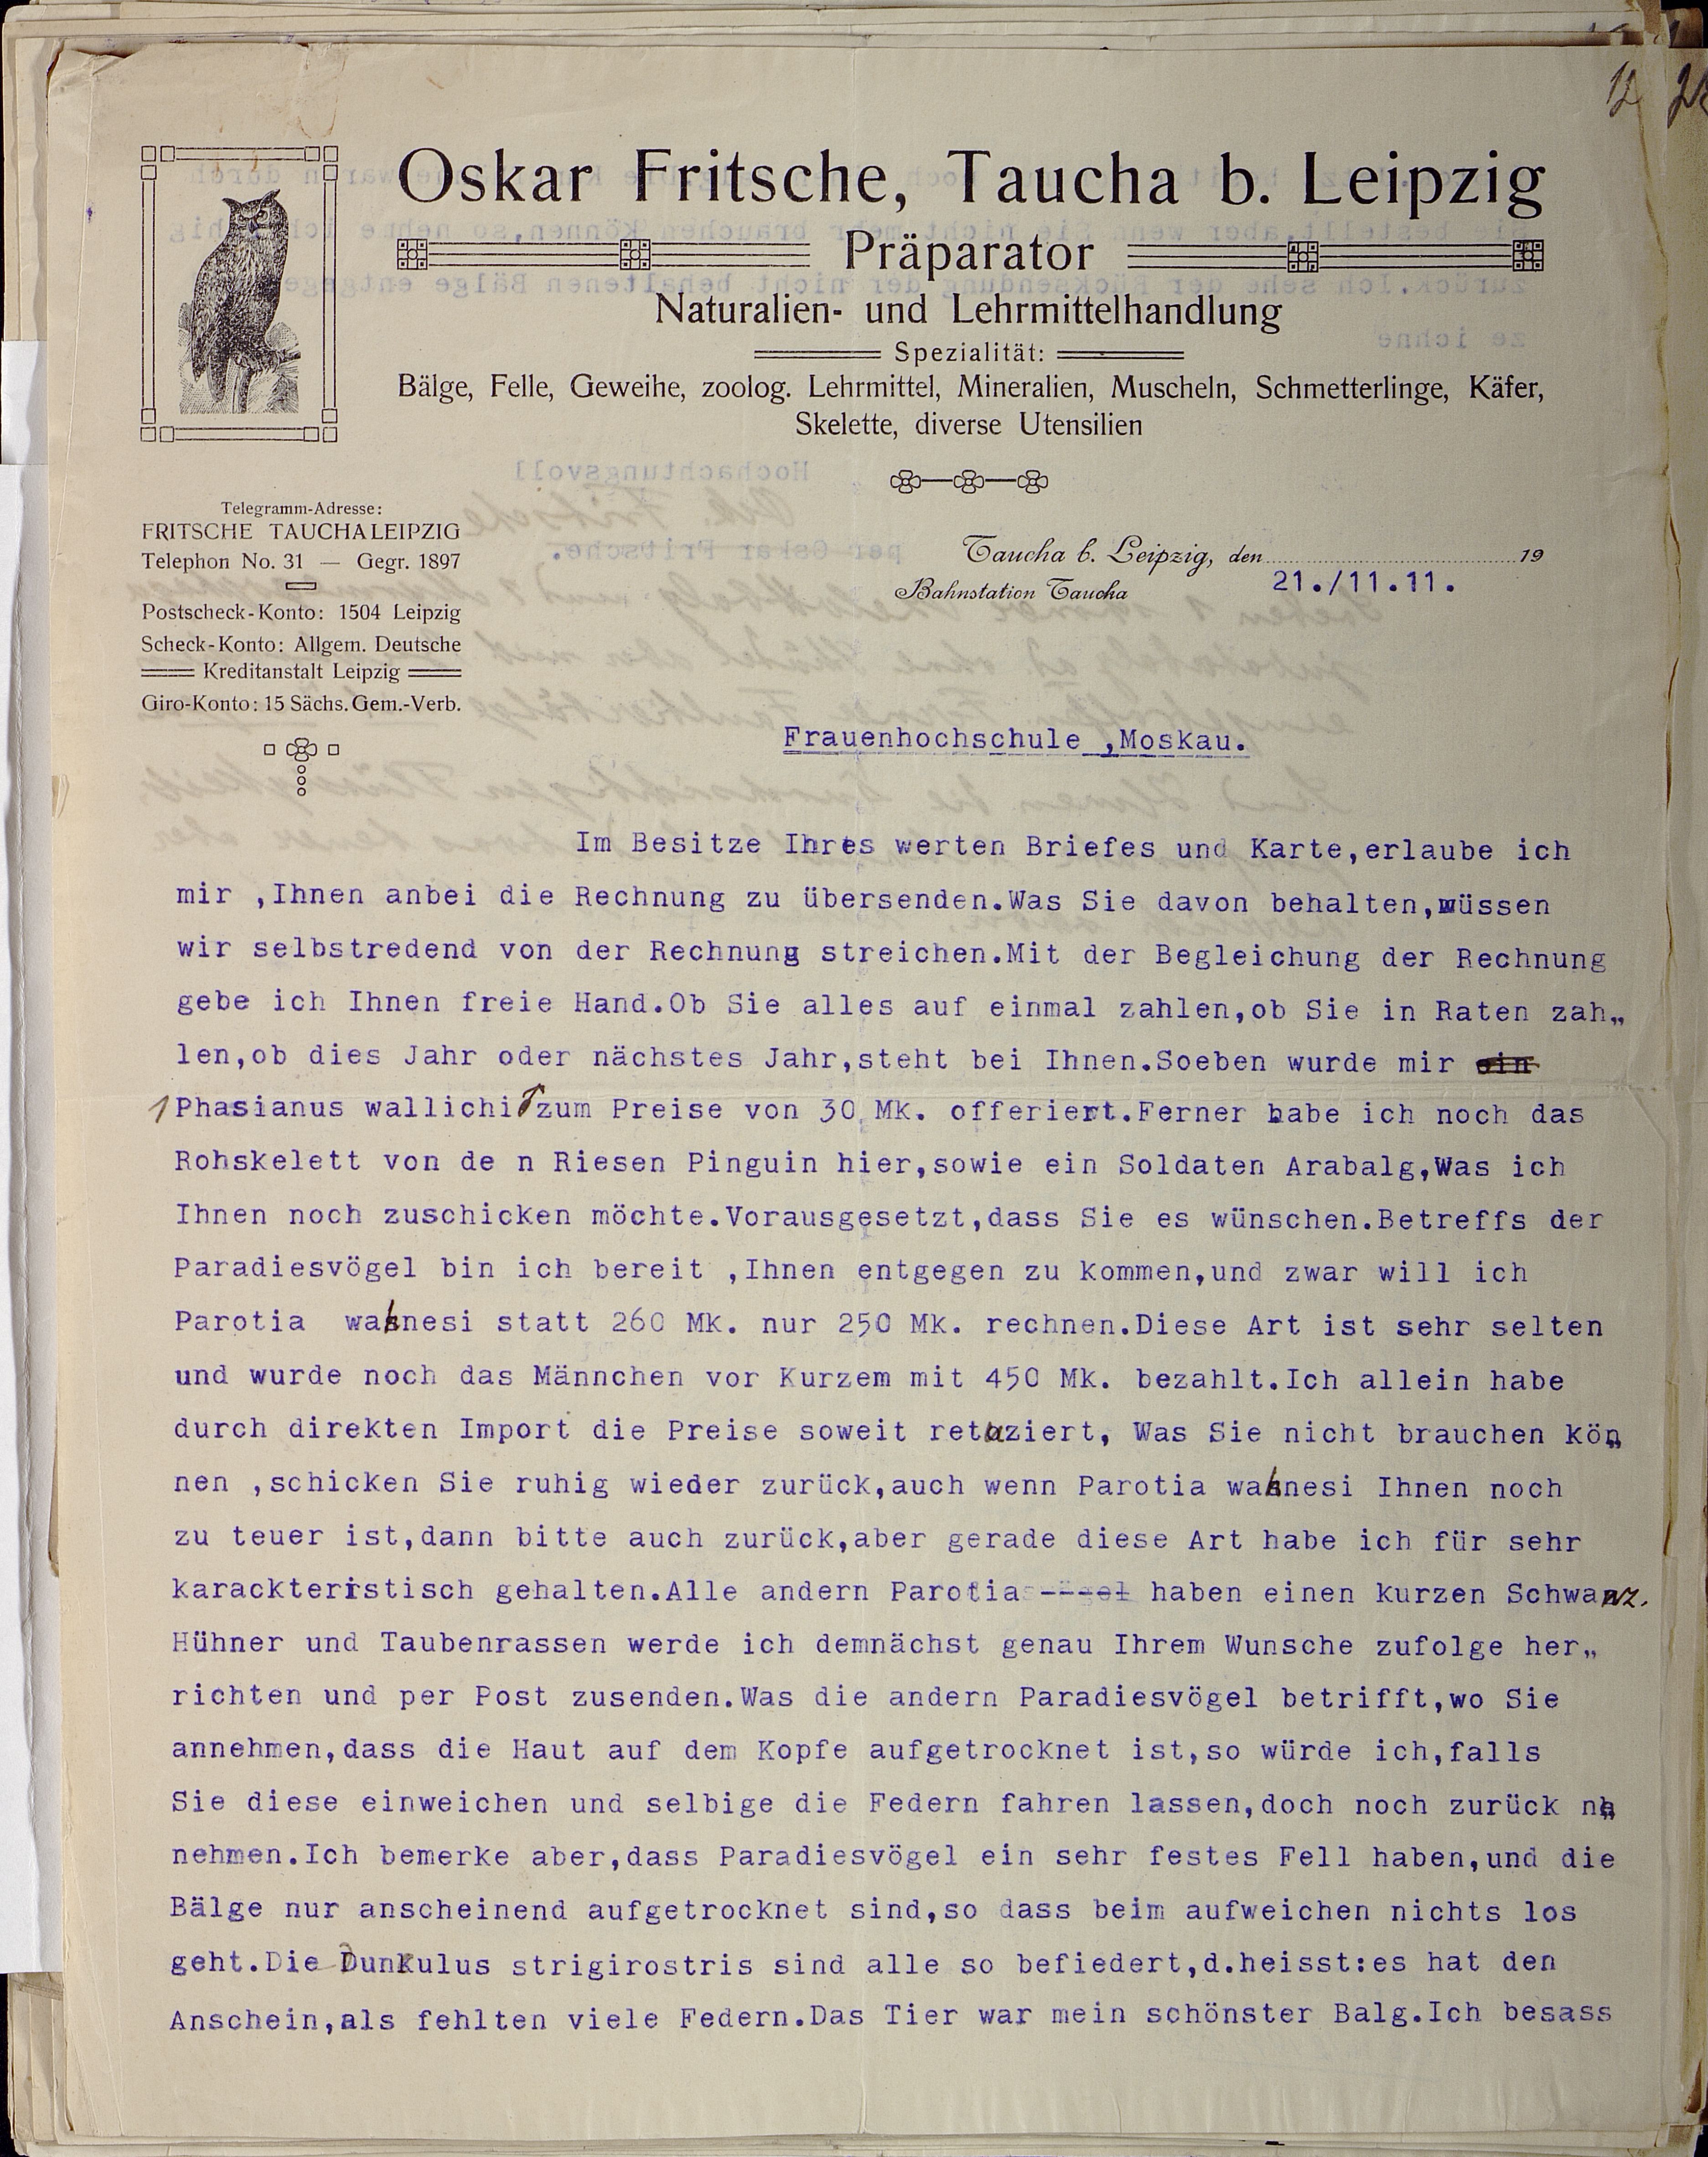 12
Oskar Fritsche, Taucha b. Leipzig
Präparator
Naturalien- und Lehrmittelhandlung
Spezialität:
Bälge, Felle, Geweihe, zoolog. Lehrmittel, Mineralien, Muscheln, Schmetterlinge, Käfer,
Skelette, diverse Utensilien
Telegramm-Adresse:
FRITSCHE TAUCHALEIPZIG
Telephon No. 31 — Gegr. 1897
Postscheck-Konto: 1504 Leipzig
Scheck-Konto: Allgem. Deutsche
Kreditanstalt Leipzig
Giro-Konto: 15 Sächs. Gem.-Verb.
Taucha b. Leipzig, den 19
Bahnstation Taucha
21./11.11.
Frauenhochschule ,Moskau.
Im Besitze Ihres werten Briefes und Karte,erlaube ich
mir ,Ihnen anbei die Rechnung zu übersenden.Was Sie davon behalten,müssen
wir selbstredend von der Rechnung streichen.Mit der Begleichung der Rechnung
gebe ich Ihnen freie Hand.Ob Sie alles auf einmal zahlen,ob Sie in Raten zah„
len,ob dies Jahr oder nächstes Jahr,steht bei Ihnen.Soeben wurde mir ein
1 Phasianus wallichi zum Preise von 30 Mk. offeriert.Ferner habe ich noch das
Rohskelett von de n Riesen Pinguin hier,sowie ein Soldaten Arabalg,Was ich
Ihnen noch zuschicken möchte.Vorausgesetzt,dass Sie es wünschen.Betreffs der
Paradiesvögel bin ich bereit ,Ihnen entgegen zu kommen,und zwar will ich
Parotia wahnesi statt 260 Mk. nur 250 Mk. rechnen.Diese Art ist sehr selten
und wurde noch das Männchen vor Kurzem mit 450 Mk. bezahlt.Ich allein habe
durch direkten Import die Preise soweit retaziert, Was Sie nicht brauchen kön„
nen ,schicken Sie ruhig wieder zurück,auch wenn Parotia wahnesi Ihnen noch
zu teuer ist,dann bitte auch zurück,aber gerade diese Art habe ich für sehr
karackteristisch gehalten.Alle andern Parotia haben einen kurzen Schwanz.
Hühner und Taubenrassen werde ich demnächst genau Ihrem Wunsche zufolge her„
richten und per Post zusenden.Was die andern Paradiesvögel betrifft,wo Sie
annehmen,dass die Haut auf dem Kopfe aufgetrocknet ist,so würde ich,falls
Sie diese einweichen und selbige die Federn fahren lassen,doch noch zurück
nehmen.Ich bemerke aber,dass Paradiesvögel ein sehr festes Fell haben,und die
Bälge nur anscheinend aufgetrocknet sind,so dass beim aufweichen nichts los
geht.Die Dunkulus strigirostris sind alle so befiedert,d.heisst:es hat den
Anschein,als fehlten viele Federn.Das Tier war mein schönster Balg.Ich besass